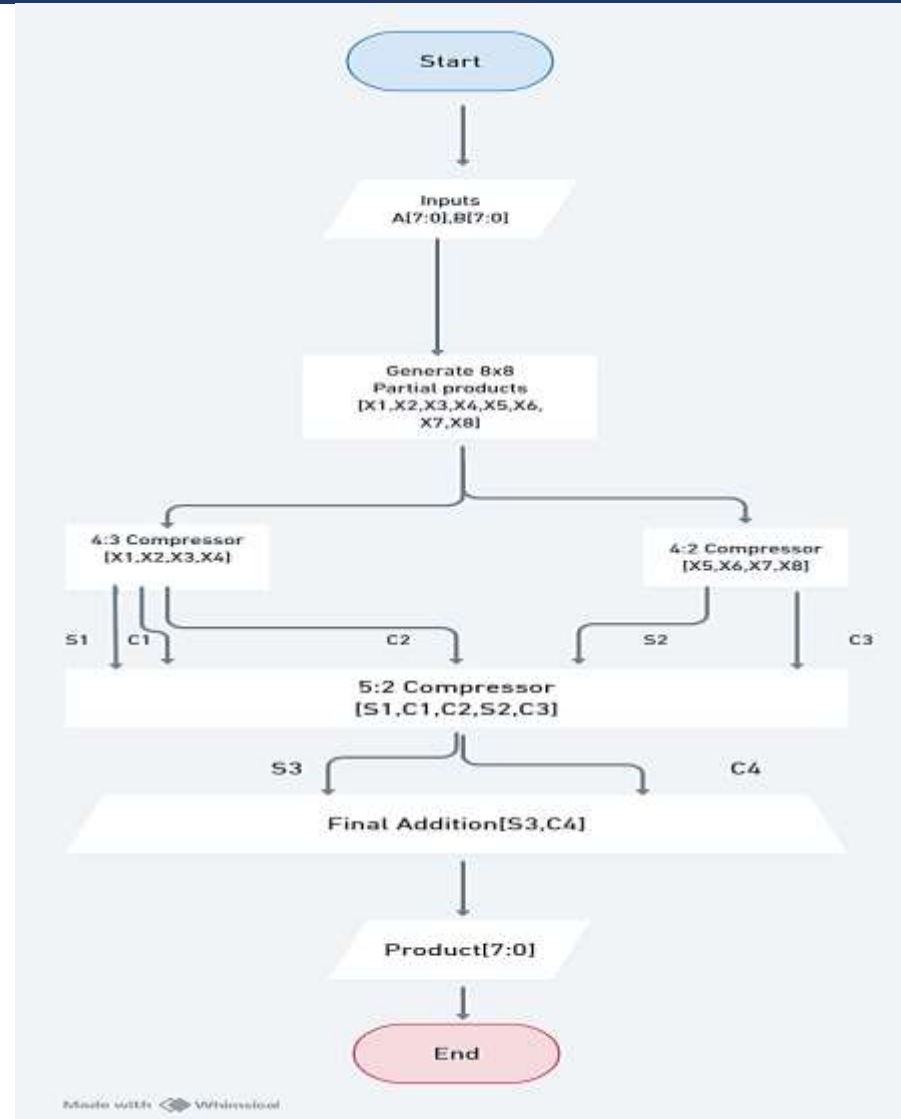 Start
Inputs
A[7:0],B[7:0]
Generate 8x8
Partial products
[X1,X2,X3,X4,X5,X6,
X7,X8]
4:3 Compressor
[X1,X2,X3,X4]
4:2 Compressor
[X5,X6,X7,X8]
S1
C1
C2
S2
C3
5:2 Compressor
[S1,C1,C2,S2,C3]
S3
C4
Final Addition[S3,C4]
Product[7:0]
End
Made with Whimsical